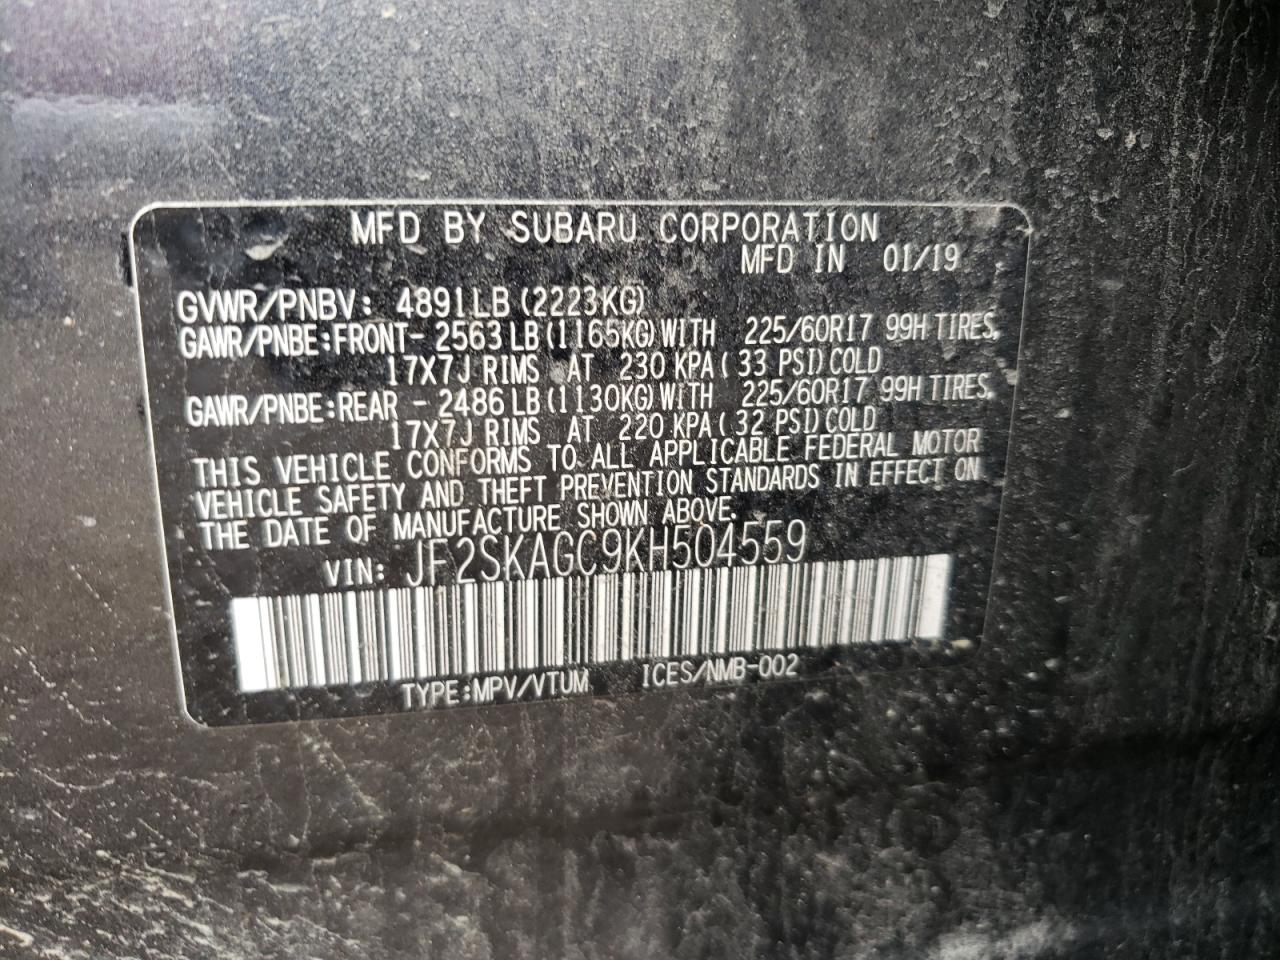 MFD BY SUBARU CORPORATION
MFD IN 01/19
GVWR/PNBV: 4891LB(2223KG)
GAWR/PNBE:FRONT- 2563LB(1165KG)WITH 225/60R17 99H TIRES,
17X7J RIMS AT 230 KPA( 33 PSI)COLD
GAWR/PNBE:REAR - 2486LB(1130KG)WITH 225/60R17 99H TIRES,
17X7J RIMS AT 220 KPA( 32 PSI)COLD
THIS VEHICLE CONFORMS TO ALL APPLICABLE FEDERAL MOTOR
VEHICLE SAFETY AND THEFT PREVENTION STANDARDS IN EFFECT ON
THE DATE OF MANUFACTURE SHOWN ABOVE.
VIN: JF2SKAGC9KH504559
TYPE:MPV/VTUM ICES/NMB-002